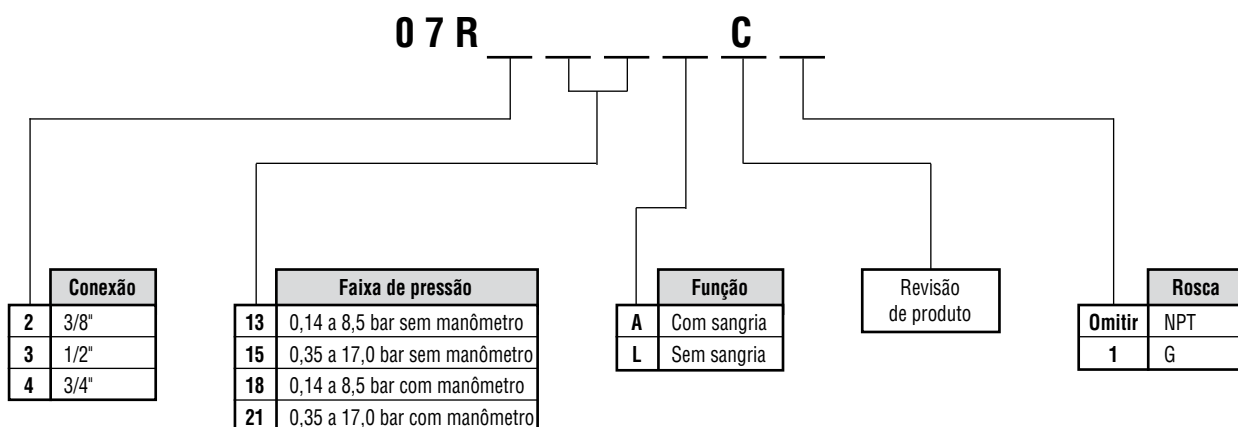 07R C
Conexão
2 3/8"
3 1/2"
4 3/4"
Faixa de pressão
13 0,14 a 8,5 bar sem manômetro
15 0,35 a 17,0 bar sem manômetro
18 0,14 a 8,5 bar com manômetro
21 0,35 a 17,0 bar com manômetro
Função
A Com sangria
L Sem sangria
Revisão
de produto
Rosca
Omitir NPT
1 G